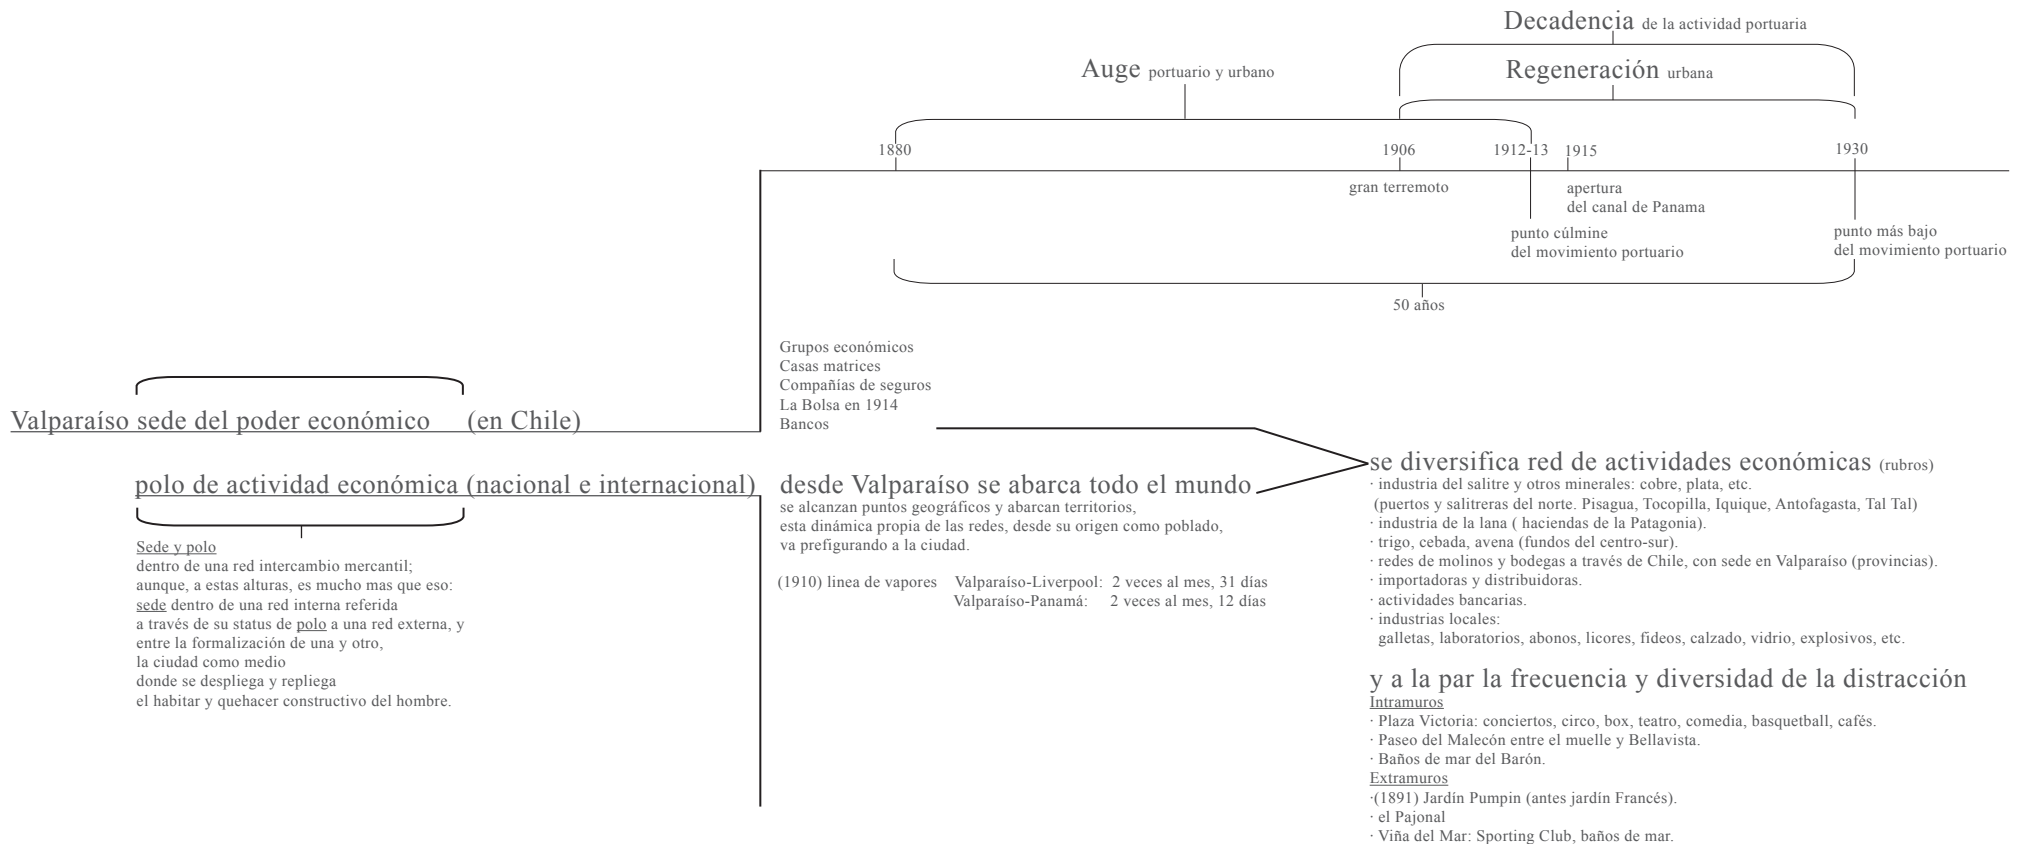 Decadencia de la actividad portuaria
Auge portuario y urbano
Regeneración urbana
1880
1906
1912-13
1915
1930
gran terremoto
apertura
del canal de Panama
punto cúlmine
del movimiento portuario
punto más bajo
del movimiento portuario
50 años
Grupos económicos
Casas matrices
Compañías de seguros
La Bolsa en 1914
Bancos
Valparaíso sede del poder económico (en Chile)
polo de actividad económica (nacional e internacional)
Sede y polo
dentro de una red intercambio mercantil;
aunque, a estas alturas, es mucho mas que eso:
sede dentro de una red interna referida
a través de su status de polo a una red externa, y
entre la formalización de una y otro,
la ciudad como medio
donde se despliega y repliega
el habitar y quehacer constructivo del hombre.
desde Valparaíso se abarca todo el mundo
se alcanzan puntos geográficos y abarcan territorios,
esta dinámica propia de las redes, desde su origen como poblado,
va prefigurando a la ciudad.
(1910) linea de vapores Valparaíso-Liverpool: 2 veces al mes, 31 días
Valparaíso-Panamá: 2 veces al mes, 12 días
se diversifica red de actividades económicas (rubros)
· industria del salitre y otros minerales: cobre, plata, etc.
(puertos y salitreras del norte. Pisagua, Tocopilla, Iquique, Antofagasta, Tal Tal)
· industria de la lana ( haciendas de la Patagonia).
· trigo, cebada, avena (fundos del centro-sur).
· redes de molinos y bodegas a través de Chile, con sede en Valparaíso (provincias).
· importadoras y distribuidoras.
· actividades bancarias.
· industrias locales:
galletas, laboratorios, abonos, licores, fideos, calzado, vidrio, explosivos, etc.
y a la par la frecuencia y diversidad de la distracción
Intramuros
· Plaza Victoria: conciertos, circo, box, teatro, comedia, basquetball, cafés.
· Paseo del Malecón entre el muelle y Bellavista.
· Baños de mar del Barón.
Extramuros
·(1891) Jardín Pumpin (antes jardín Francés).
· el Pajonal
· Viña del Mar: Sporting Club, baños de mar.